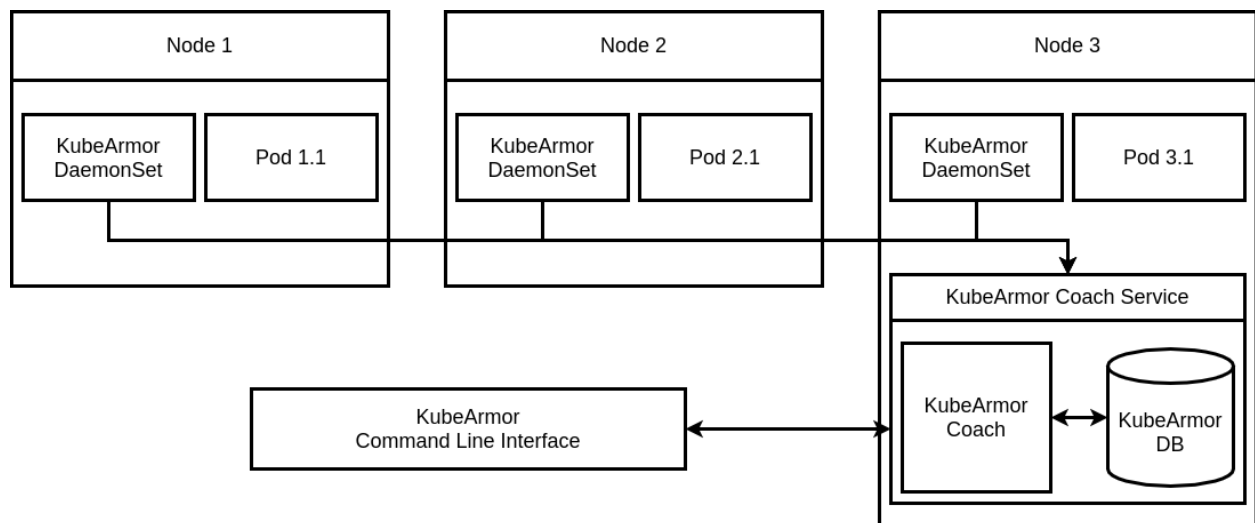 Node 1
Node 2
Node 3
KubeArmor
DaemonSet
Pod 1.1
KubeArmor
DaemonSet
Pod 2.1
KubeArmor
DaemonSet
Pod 3.1
KubeArmor Coach Service
KubeArmor
Coach
KubeArmor
DB
KubeArmor
Command Line Interface